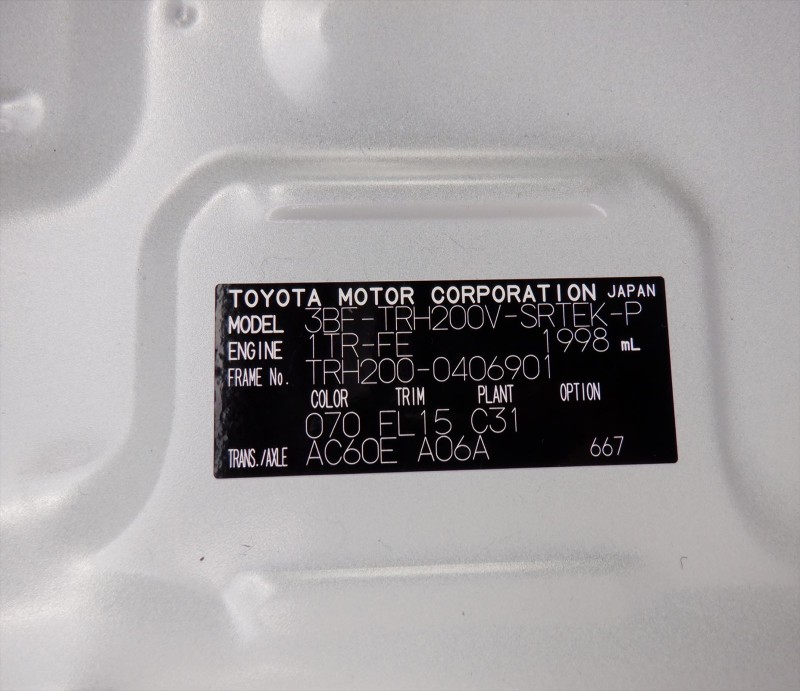 TOYOTA MOTOR CORPORATION JAPAN
MODEL 3BF-TRH200V-SRTEK-P
ENGINE 1TR-FE 1998 mL
FRAME No. TRH200-0406901
COLOR TRIM PLANT OPTION
070 FL15 C31
TRANS./AXLE AC60E A06A 667